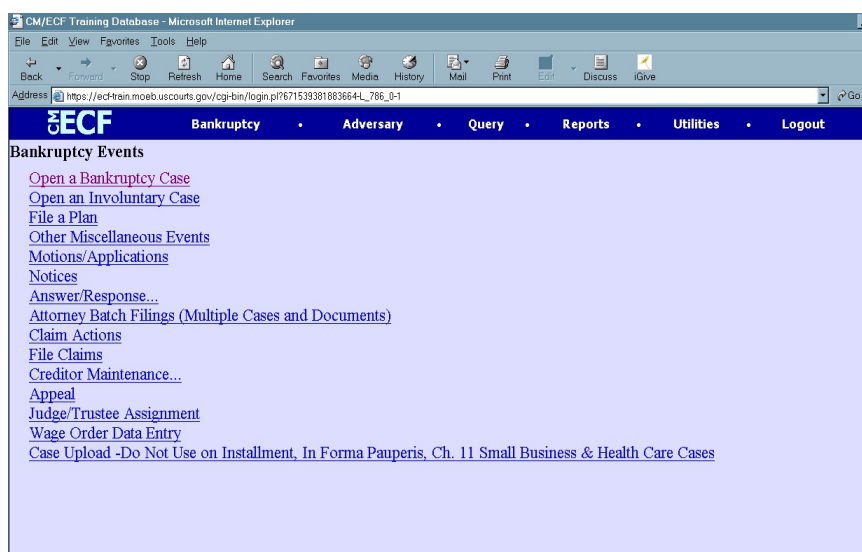 CM/ECF Training Database - Microsoft Internet Explorer
File Edit View Favorites Tools Help
Back Forward Stop Refresh Home Search Favorites Media History Mail Print Edit Discuss iGive
Address https://ecf-train.moeb.uscourts.gov/cgi-bin/login.pl?671539381883664-L_786_0-1 Go
CM ECF Bankruptcy • Adversary • Query • Reports • Utilities • Logout
Bankruptcy Events
Open a Bankruptcy Case
Open an Involuntary Case
File a Plan
Other Miscellaneous Events
Motions/Applications
Notices
Answer/Response...
Attorney Batch Filings (Multiple Cases and Documents)
Claim Actions
File Claims
Creditor Maintenance...
Appeal
Judge/Trustee Assignment
Wage Order Data Entry
Case Upload -Do Not Use on Installment, In Forma Pauperis, Ch. 11 Small Business & Health Care Cases